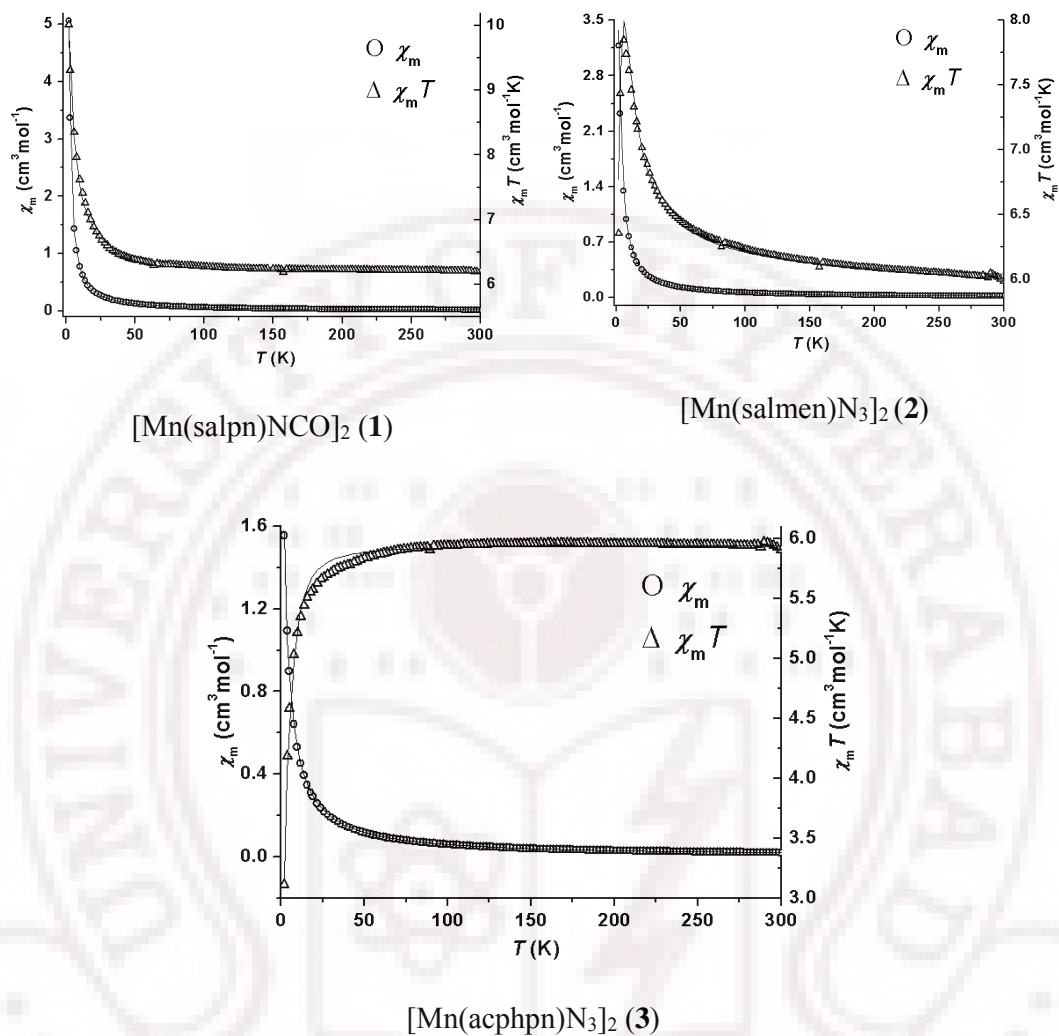 5
4
3
2
1
0
χm (cm³mol⁻¹)
10
9
8
7
6
χmT (cm³mol⁻¹K)
○ χm
△ χmT
0 50 100 150 200 250 300
T (K)
[Mn(salpn)NCO]₂ (1)
3.5
2.8
2.1
1.4
0.7
0.0
χm (cm³mol⁻¹)
8.0
7.5
7.0
6.5
6.0
χmT (cm³mol⁻¹K)
○ χm
△ χmT
0 50 100 150 200 250 300
T (K)
[Mn(salmen)N₃]₂ (2)
1.6
1.2
0.8
0.4
0.0
χm (cm³mol⁻¹)
6.0
5.5
5.0
4.5
4.0
3.5
3.0
χmT (cm³mol⁻¹K)
○ χm
△ χmT
0 50 100 150 200 250 300
T (K)
[Mn(acphpn)N₃]₂ (3)
UNIVERSITY OF HYDERABAD